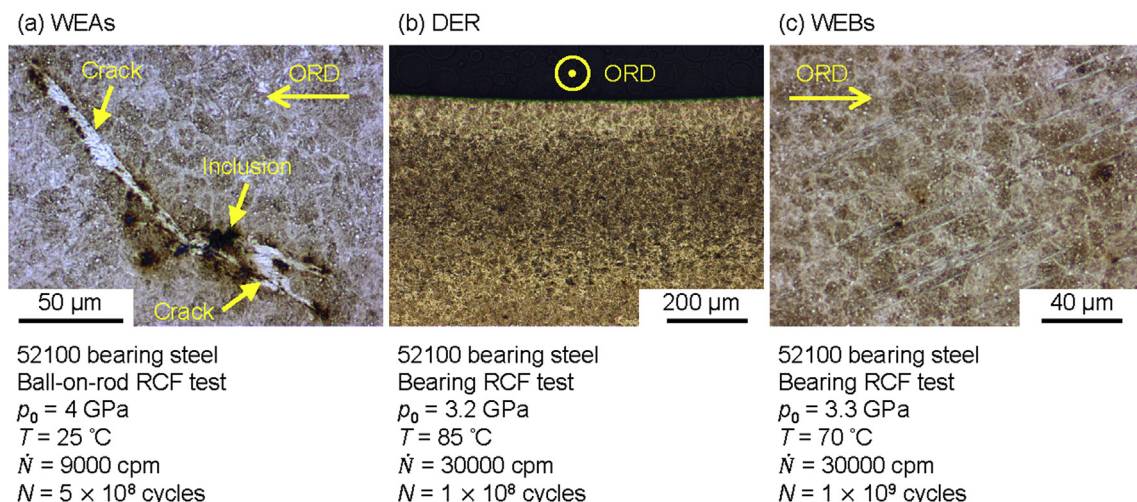 (a) WEAs
Crack
ORD
Inclusion
Crack
50 µm
52100 bearing steel
Ball-on-rod RCF test
p₀ = 4 GPa
T = 25 °C
Ṅ = 9000 cpm
N = 5 × 10⁸ cycles
(b) DER
ORD
200 µm
52100 bearing steel
Bearing RCF test
p₀ = 3.2 GPa
T = 85 °C
Ṅ = 30000 cpm
N = 1 × 10⁸ cycles
(c) WEBs
ORD
40 µm
52100 bearing steel
Bearing RCF test
p₀ = 3.3 GPa
T = 70 °C
Ṅ = 30000 cpm
N = 1 × 10⁹ cycles